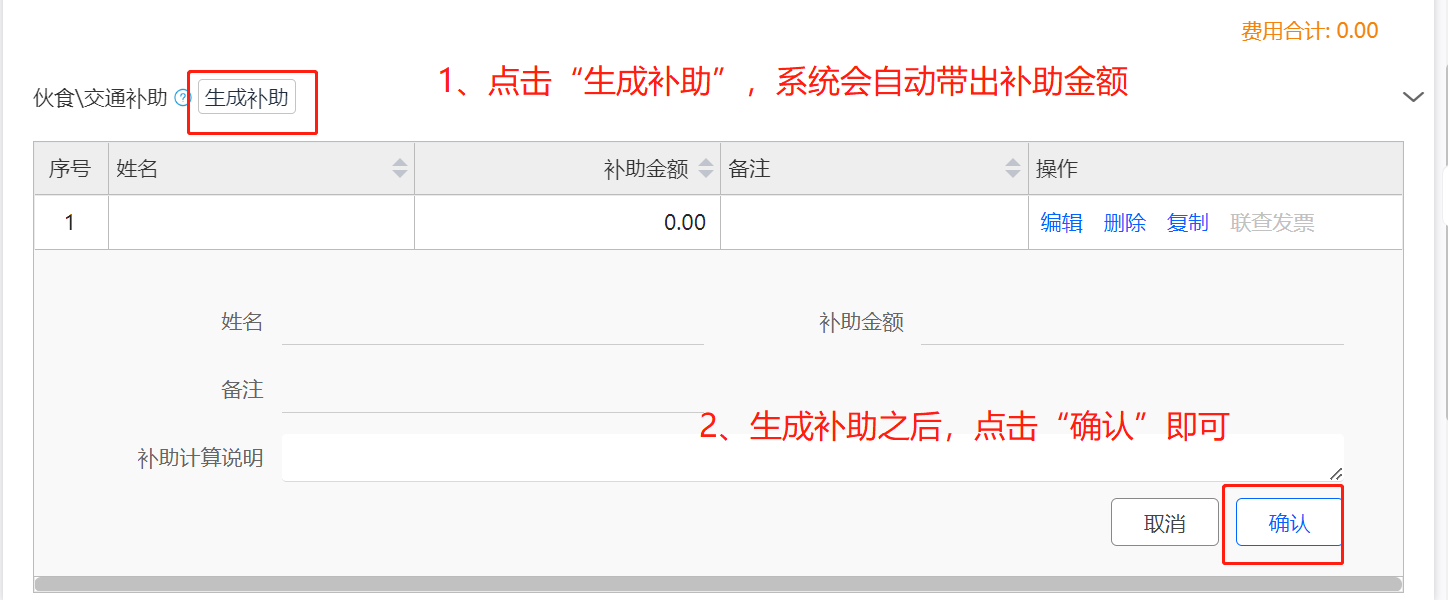 费用合计: 0.00
1、点击“生成补助”，系统会自动带出补助金额
伙食\交通补助 ? 生成补助
序号 姓名 补助金额 备注 操作
1 0.00 编辑 删除 复制 联查发票
姓名 补助金额
备注
2、生成补助之后，点击“确认”即可
补助计算说明
取消 确认